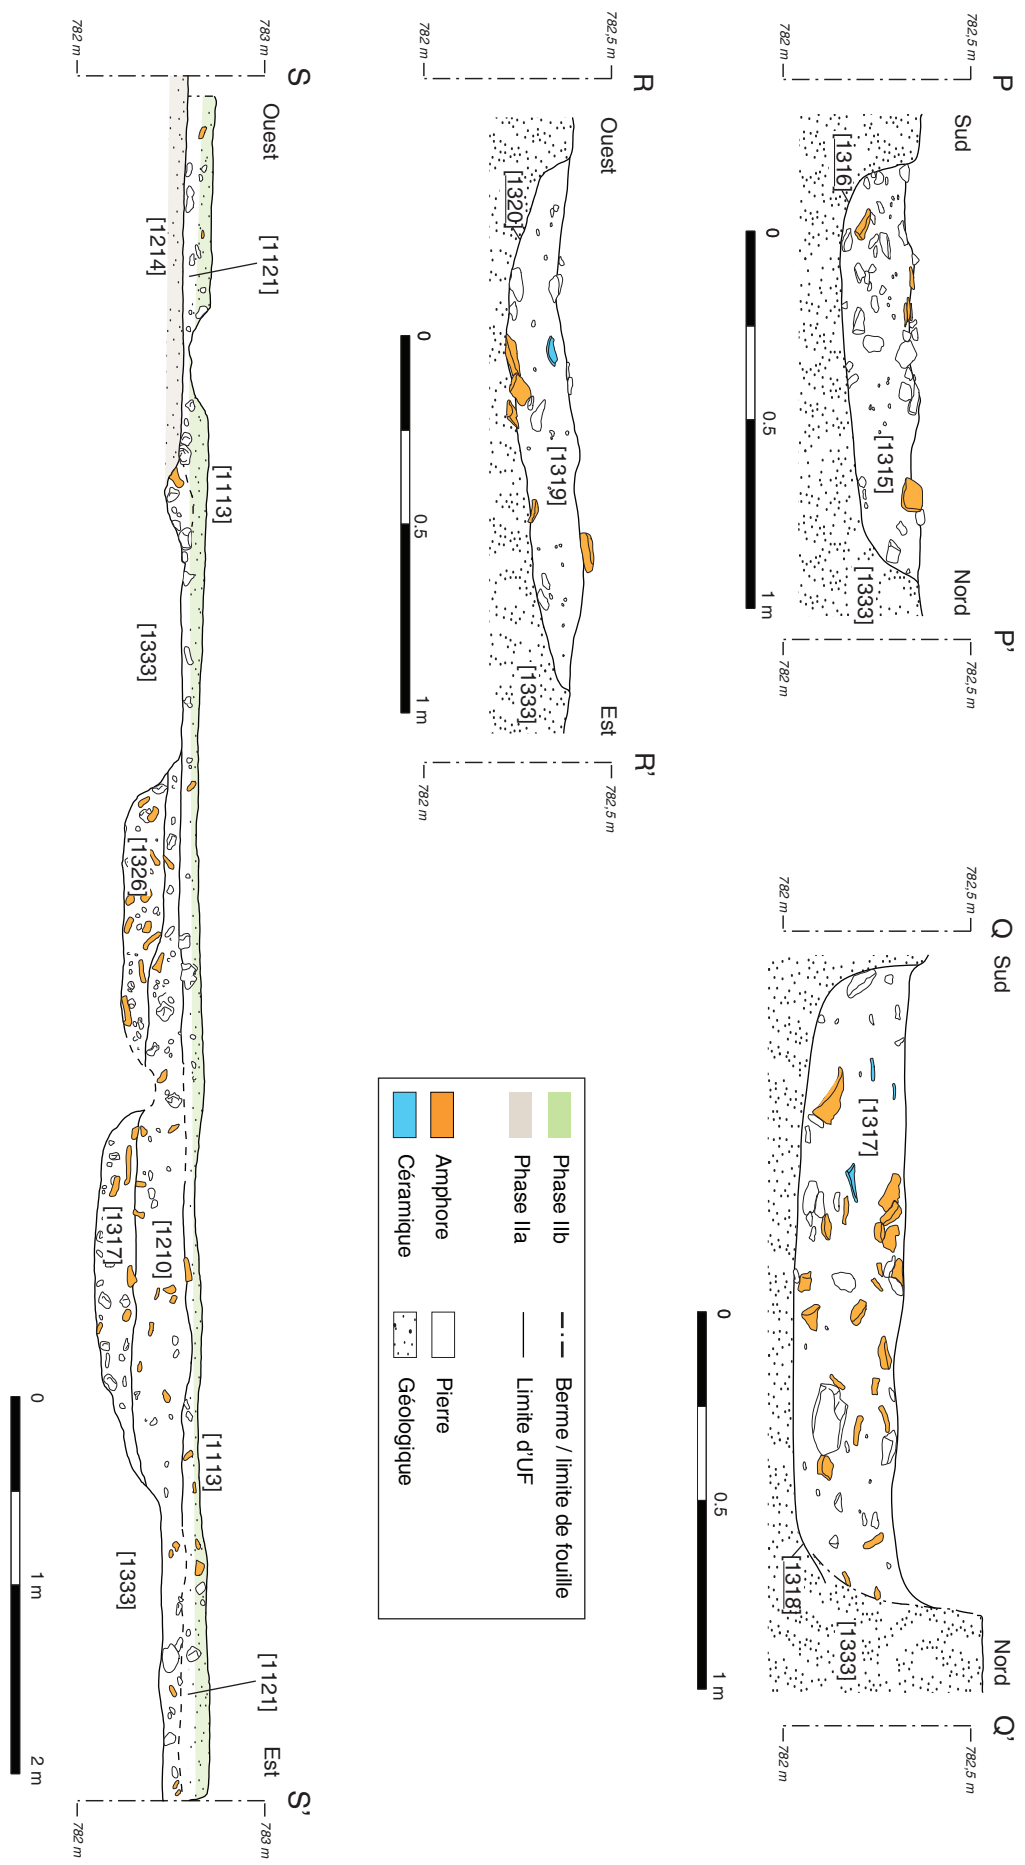 P
P'
782,5 m
782 m
782,5 m
782 m
Sud
Nord
[1316]
[1315]
[1333]
0
0.5
1 m
Q
Q'
782,5 m
782 m
782,5 m
782 m
Sud
Nord
[1317]
[1318]
[1333]
0
0.5
1 m
R
R'
782,5 m
782 m
782,5 m
782 m
Ouest
Est
[1320]
[1319]
[1333]
0
0.5
1 m
Phase IIb
Phase IIa
Amphore
Céramique
Berme / limite de fouille
Limite d'UF
Pierre
Géologique
S
S'
783 m
782 m
783 m
782 m
Ouest
Est
[1121]
[1214]
[1113]
[1333]
[1326]
[1317]
[1210]
[1113]
[1333]
[1121]
0
1m
2 m